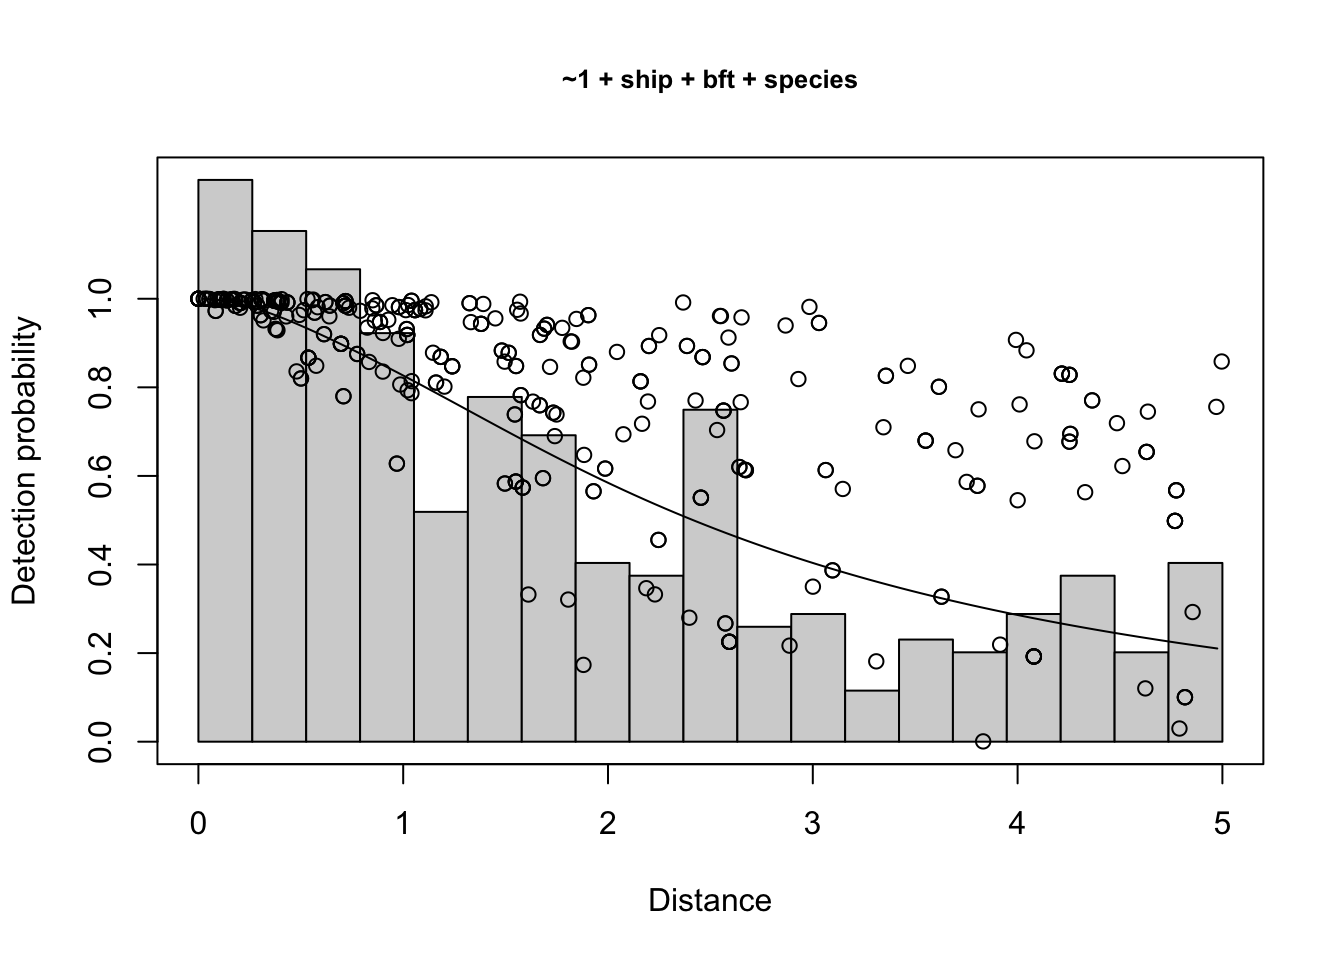 ~1 + ship + bft + species
Detection probability
1.0
0.8
0.6
0.4
0.2
0.0
0 1 2 3 4 5
Distance